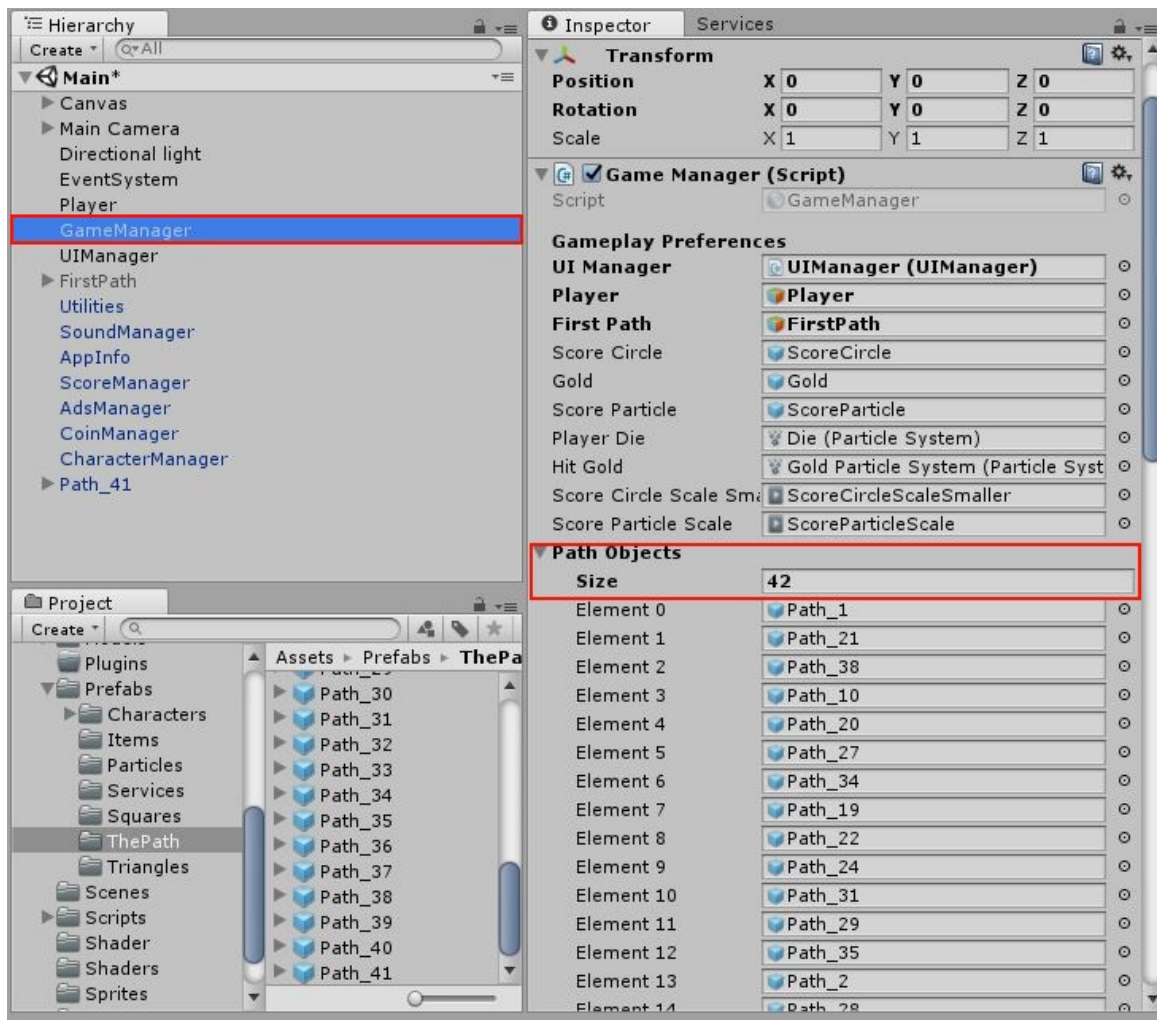 Hierarchy
Create All
Main*
Canvas
Main Camera
Directional light
EventSystem
Player
GameManager
UIManager
FirstPath
Utilities
SoundManager
AppInfo
ScoreManager
AdsManager
CoinManager
CharacterManager
Path_41
Project
Create
Plugins
Prefabs
Characters
Items
Particles
Services
Squares
ThePath
Triangles
Scenes
Scripts
Shader
Shaders
Sprites
Assets Prefabs ThePa
Path_30
Path_31
Path_32
Path_33
Path_34
Path_35
Path_36
Path_37
Path_38
Path_39
Path_40
Path_41
Inspector Services
Transform
Position X 0 Y 0 Z 0
Rotation X 0 Y 0 Z 0
Scale X 1 Y 1 Z 1
Game Manager (Script)
Script GameManager
Gameplay Preferences
UI Manager UIManager (UIManager)
Player Player
First Path FirstPath
Score Circle ScoreCircle
Gold Gold
Score Particle ScoreParticle
Player Die Die (Particle System)
Hit Gold Gold Particle System (Particle Syst
Score Circle Scale Sma ScoreCircleScaleSmaller
Score Particle Scale ScoreParticleScale
Path Objects
Size 42
Element 0 Path_1
Element 1 Path_21
Element 2 Path_38
Element 3 Path_10
Element 4 Path_20
Element 5 Path_27
Element 6 Path_34
Element 7 Path_19
Element 8 Path_22
Element 9 Path_24
Element 10 Path_31
Element 11 Path_29
Element 12 Path_35
Element 13 Path_2
Element 14 Path_28